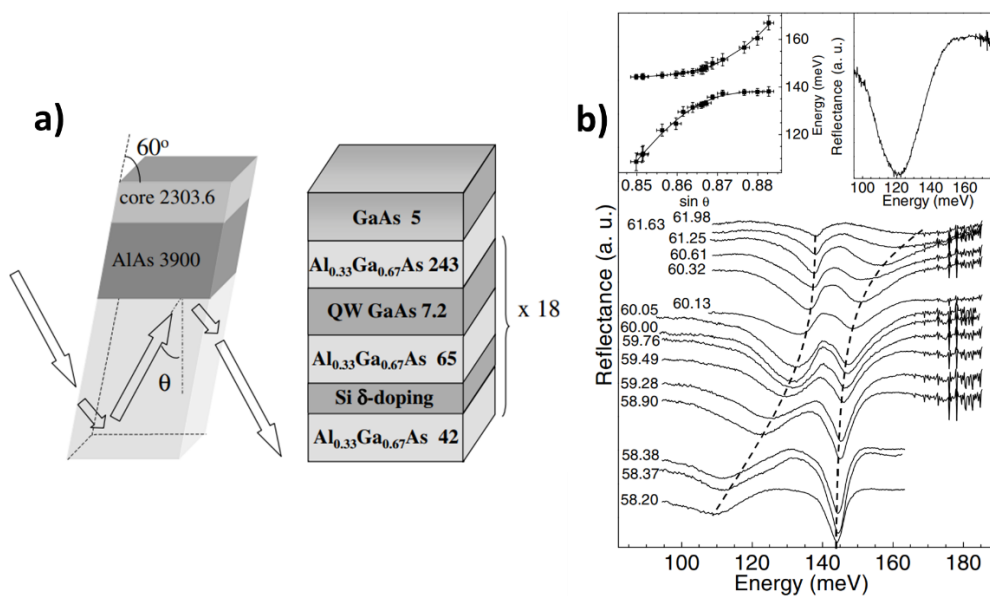 a)
60°
core 2303.6
AlAs 3900
θ
GaAs 5
Al0.33Ga0.67As 243
QW GaAs 7.2
Al0.33Ga0.67As 65
Si δ-doping
Al0.33Ga0.67As 42
x 18
b)
160
140
120
Energy (meV)
0.85 0.86 0.87 0.88
sin θ
Reflectance (a. u.)
100 120 140 160
Energy (meV)
Reflectance (a. u.)
61.98
61.63
61.25
60.61
60.32
60.13
60.05
60.00
59.76
59.49
59.28
58.90
58.38
58.37
58.20
100 120 140 160 180
Energy (meV)